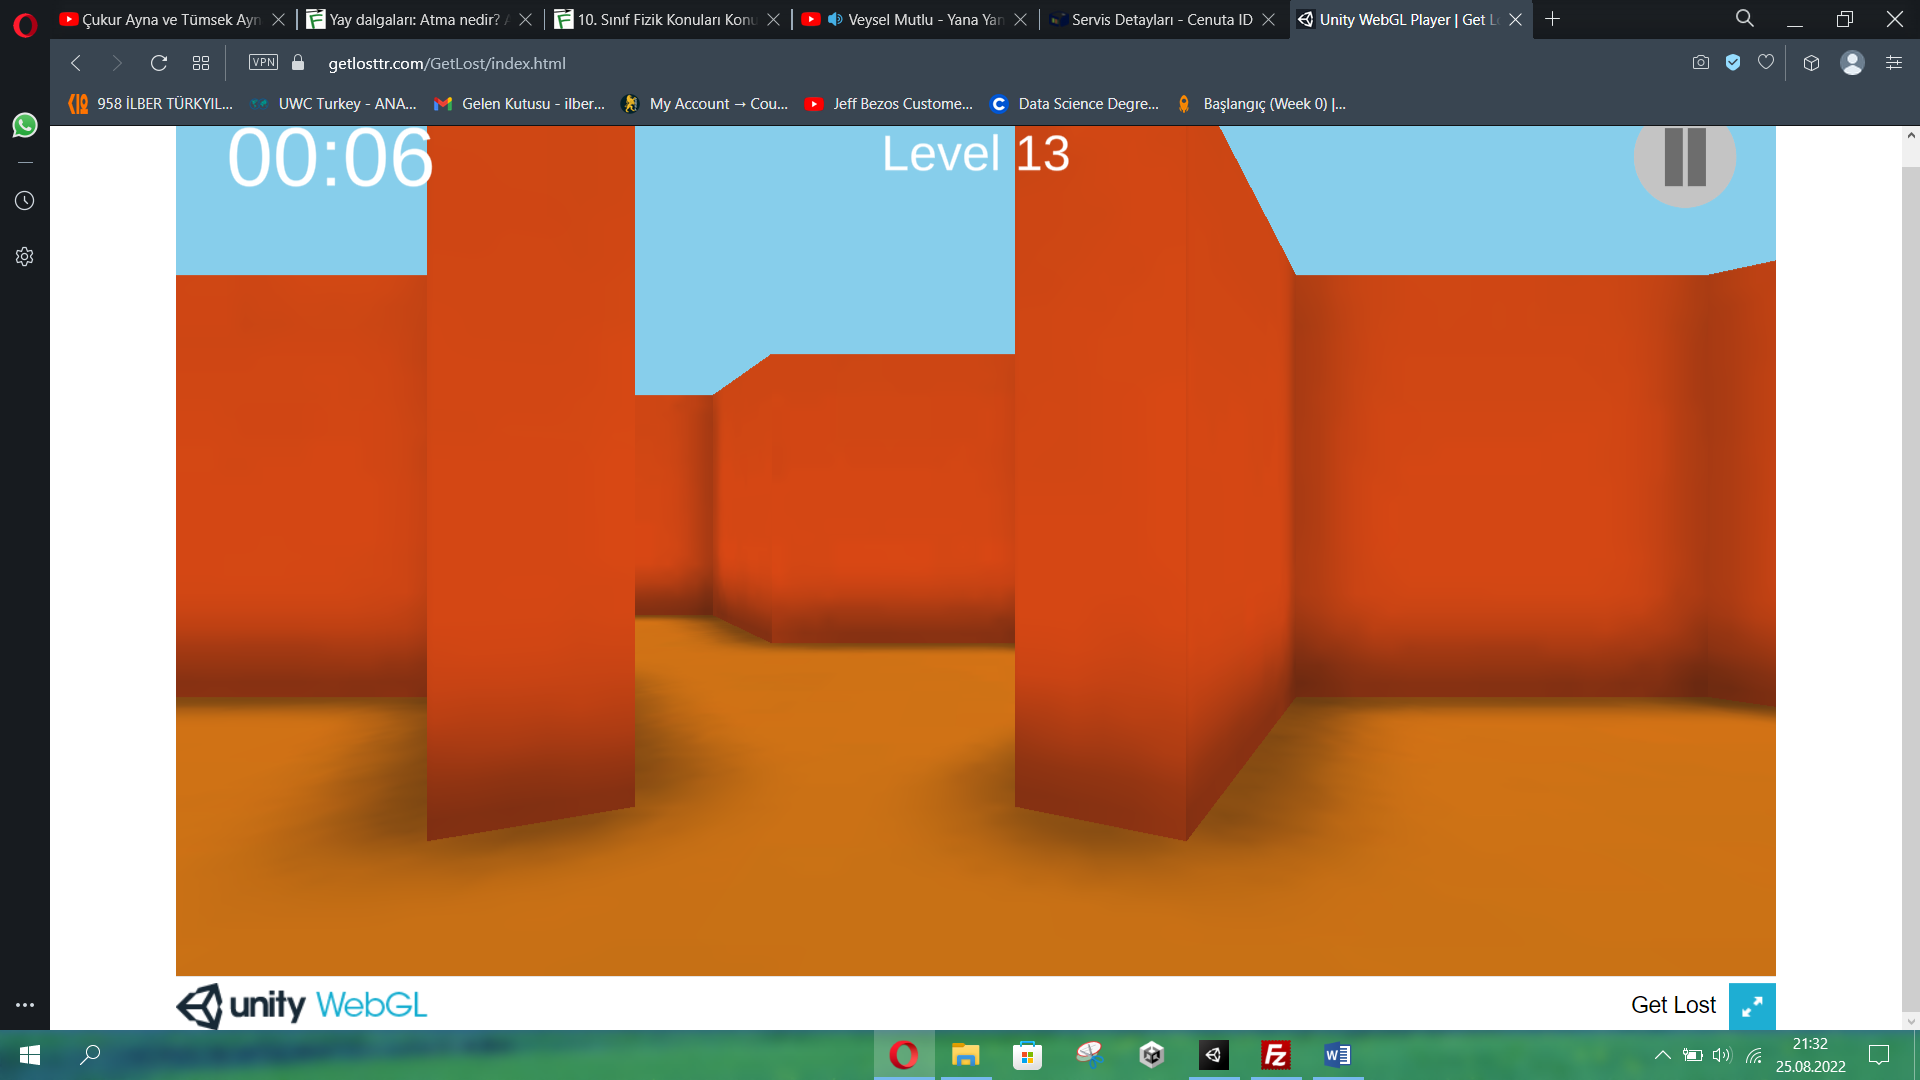 Çukur Ayna ve Tümsek Ayn
Yay dalgaları: Atma nedir?
10. Sınıf Fizik Konuları Konu
Veysel Mutlu - Yana Yan
Servis Detayları - Cenuta ID
Unity WebGL Player | Get Lo
VPN
getlosttr.com/GetLost/index.html
958 İLBER TÜRKYIL...
UWC Turkey - ANA...
Gelen Kutusu - ilber...
My Account → Cou...
Jeff Bezos Custome...
Data Science Degre...
Başlangıç (Week 0) |...
00:06
Level 13
unity WebGL
Get Lost
21:32
25.08.2022